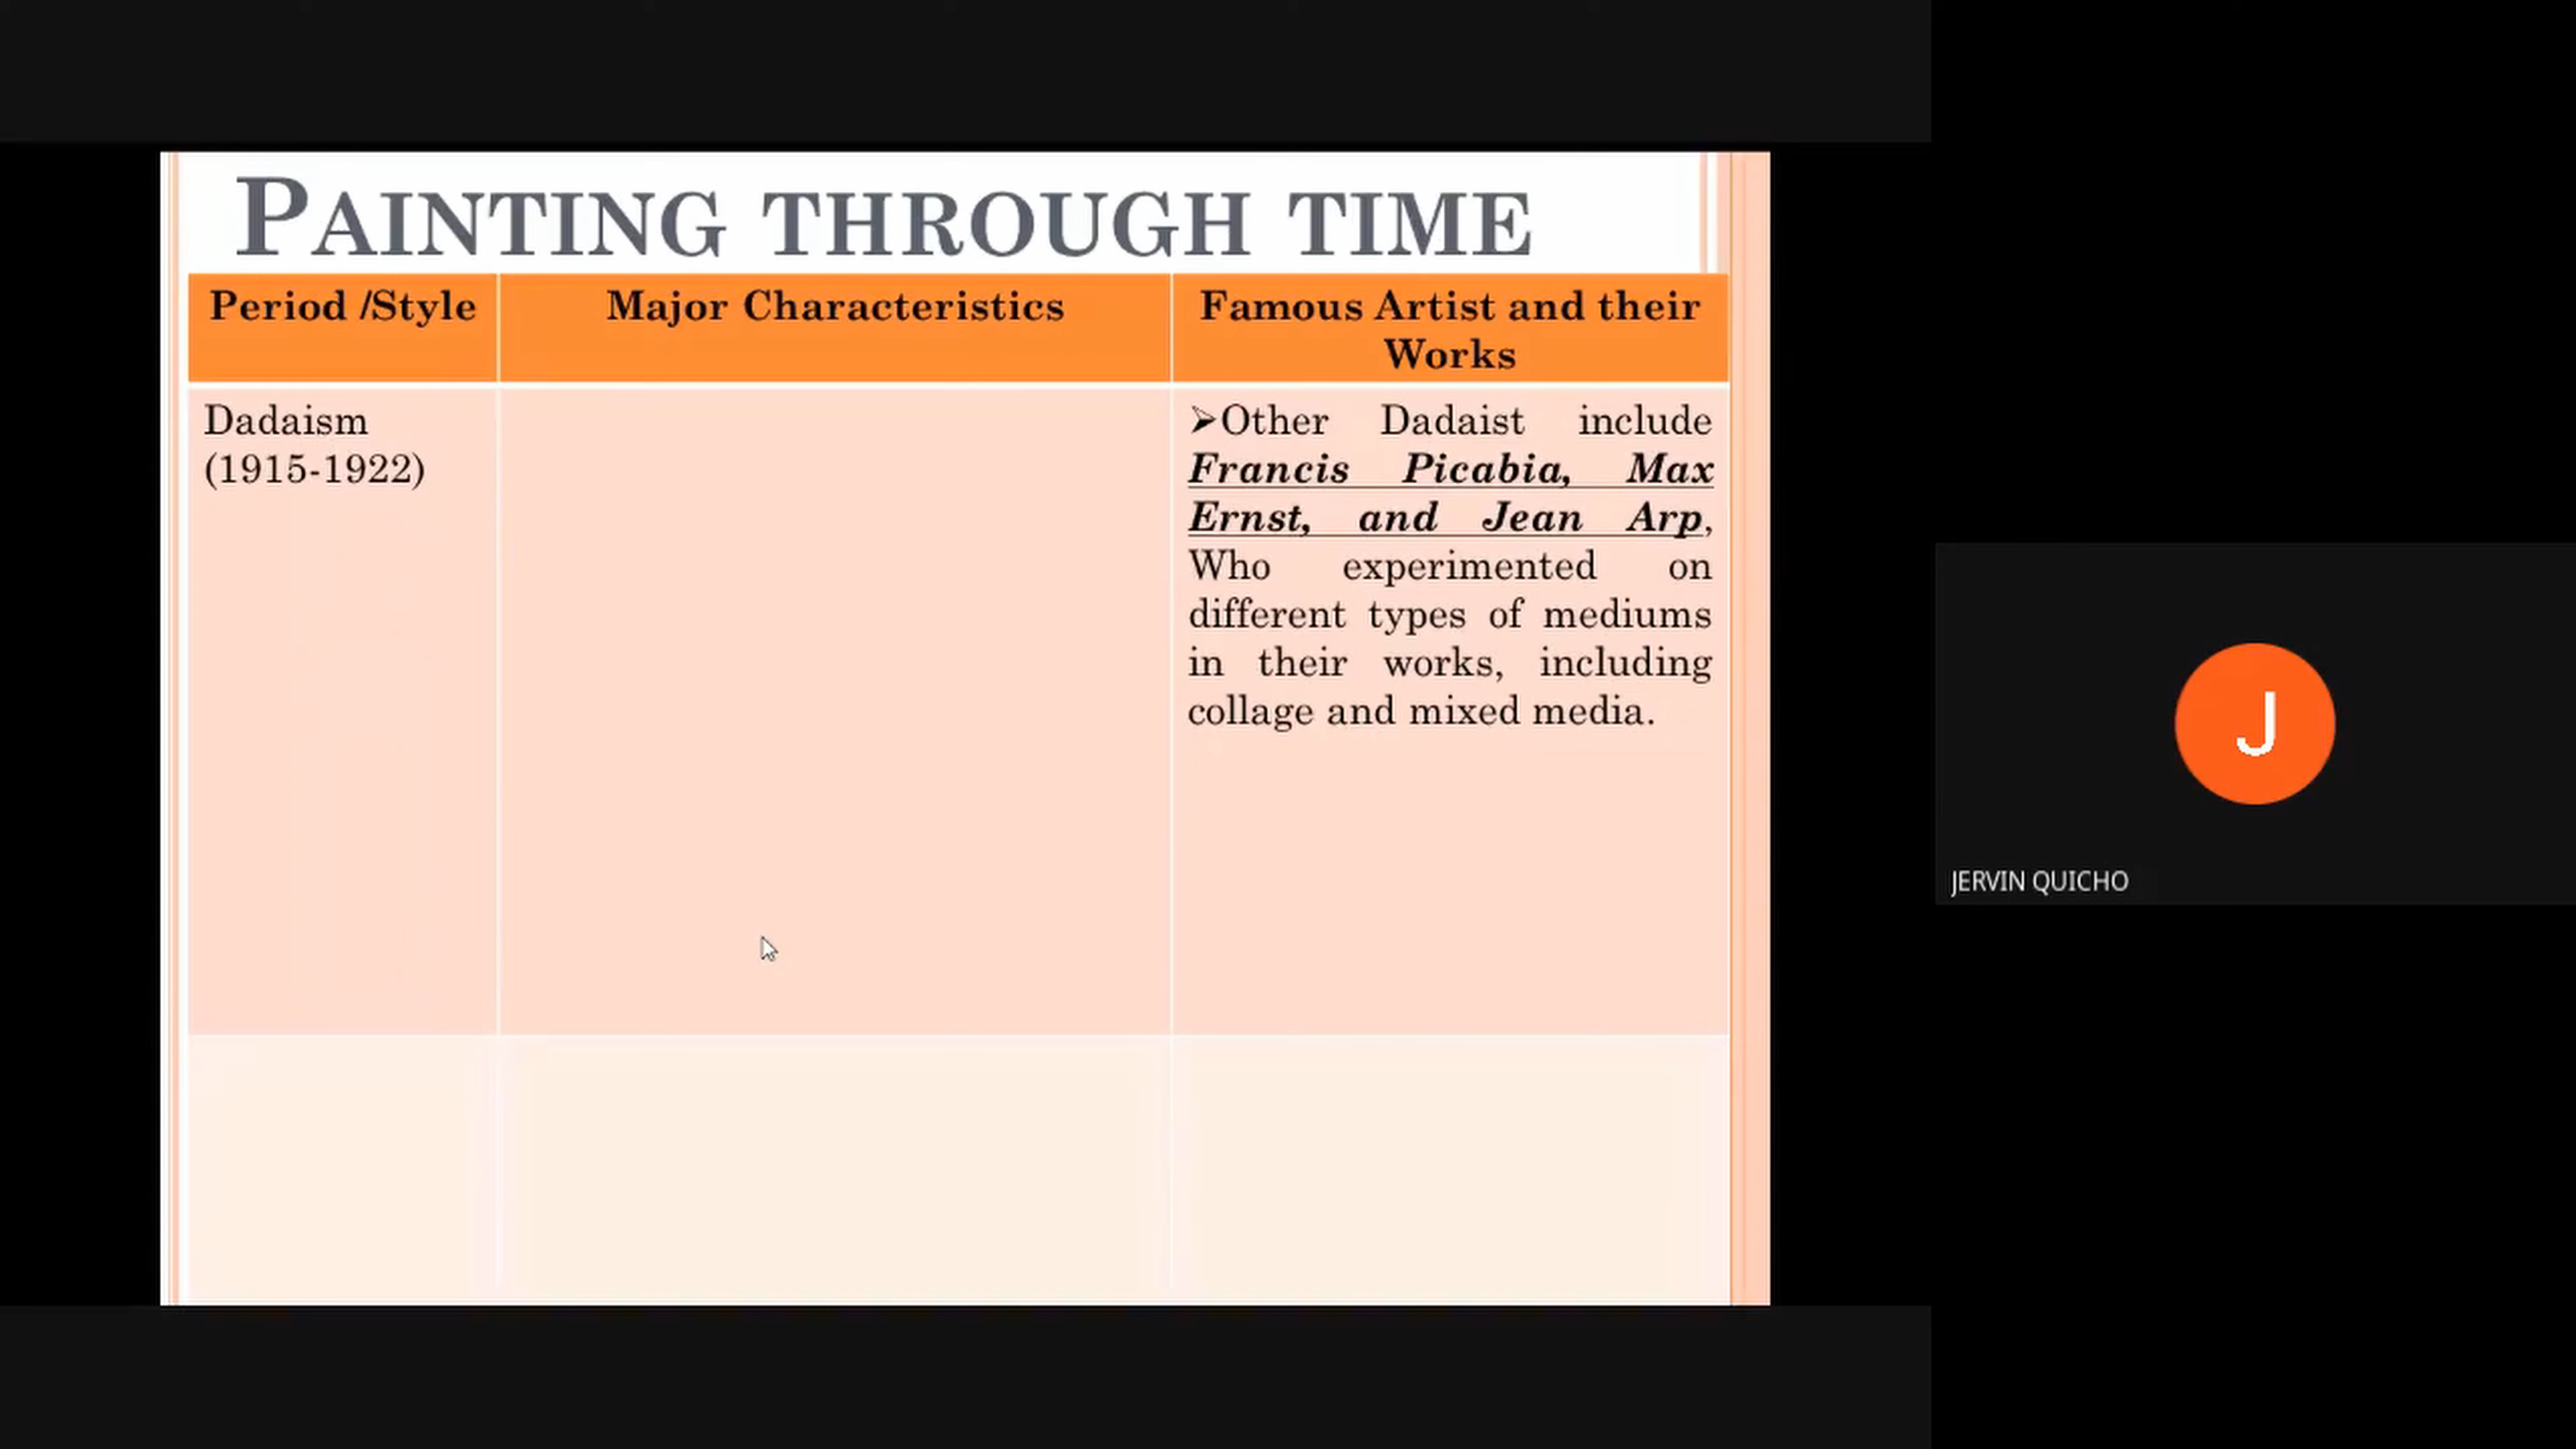 PAINTING THROUGH TIME
Period /Style
Major Characteristics
Famous Artist and their
Works
Dadaism
(1915-1922)
➢Other Dadaist include
Francis Picabia, Max
Ernst, and Jean Arp,
Who experimented on
different types of mediums
in their works, including
collage and mixed media.
J
JERVIN QUICHO